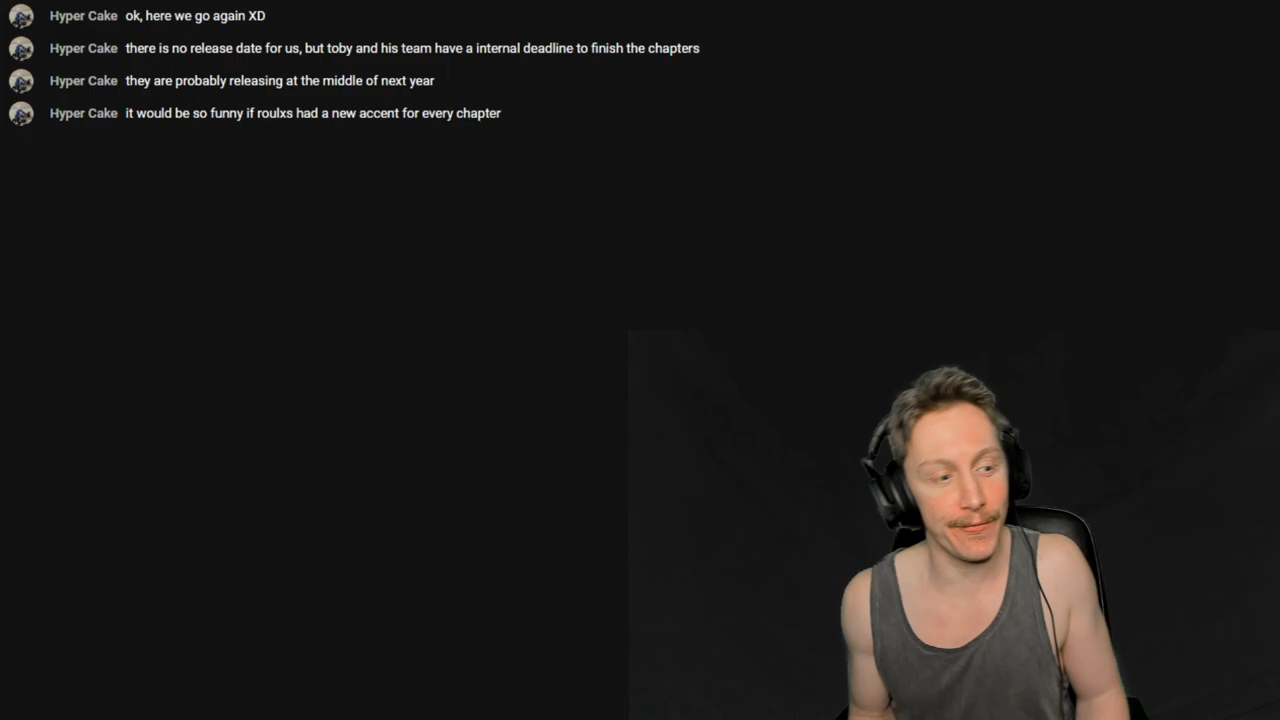 Hyper Cake ok, here we go again XD
Hyper Cake there is no release date for us, but toby and his team have a internal deadline to finish the chapters
Hyper Cake they are probably releasing at the middle of next year
Hyper Cake it would be so funny if roulxs had a new accent for every chapter